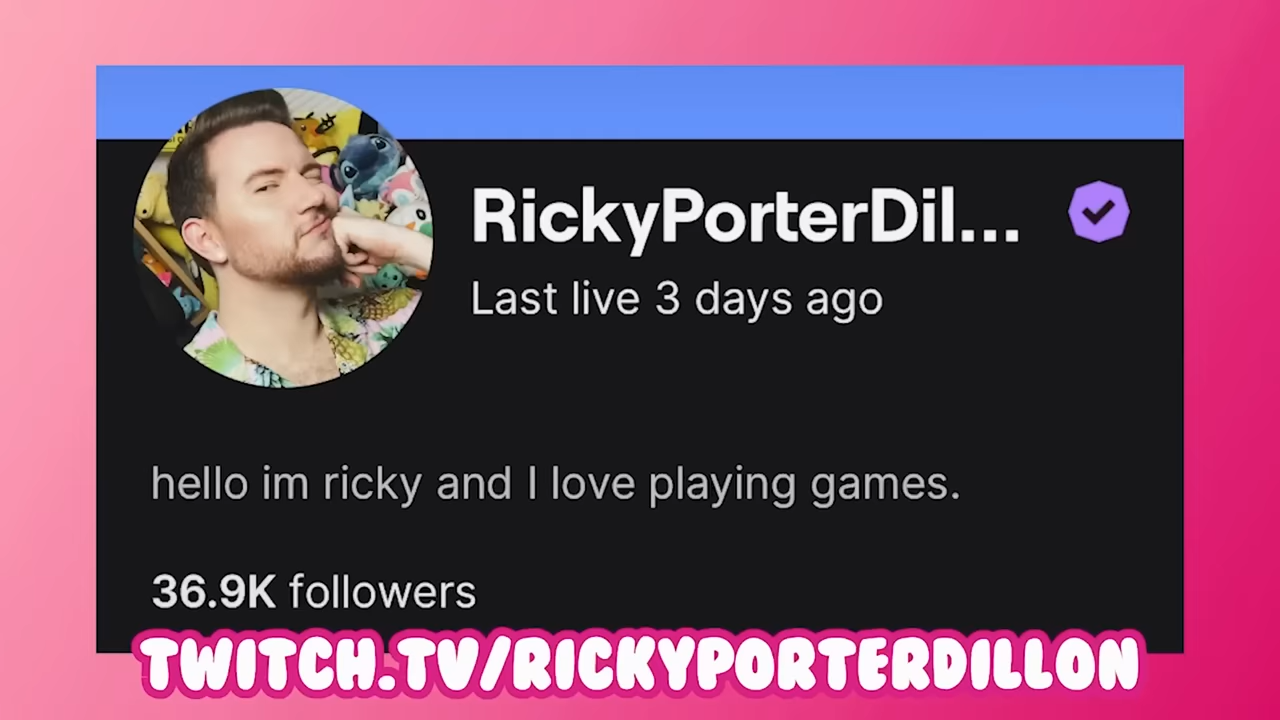 RickyPorterDil...
Last live 3 days ago
hello im ricky and I love playing games.
36.9K followers
TWITCH.TV/RICKYPORTERDILLON